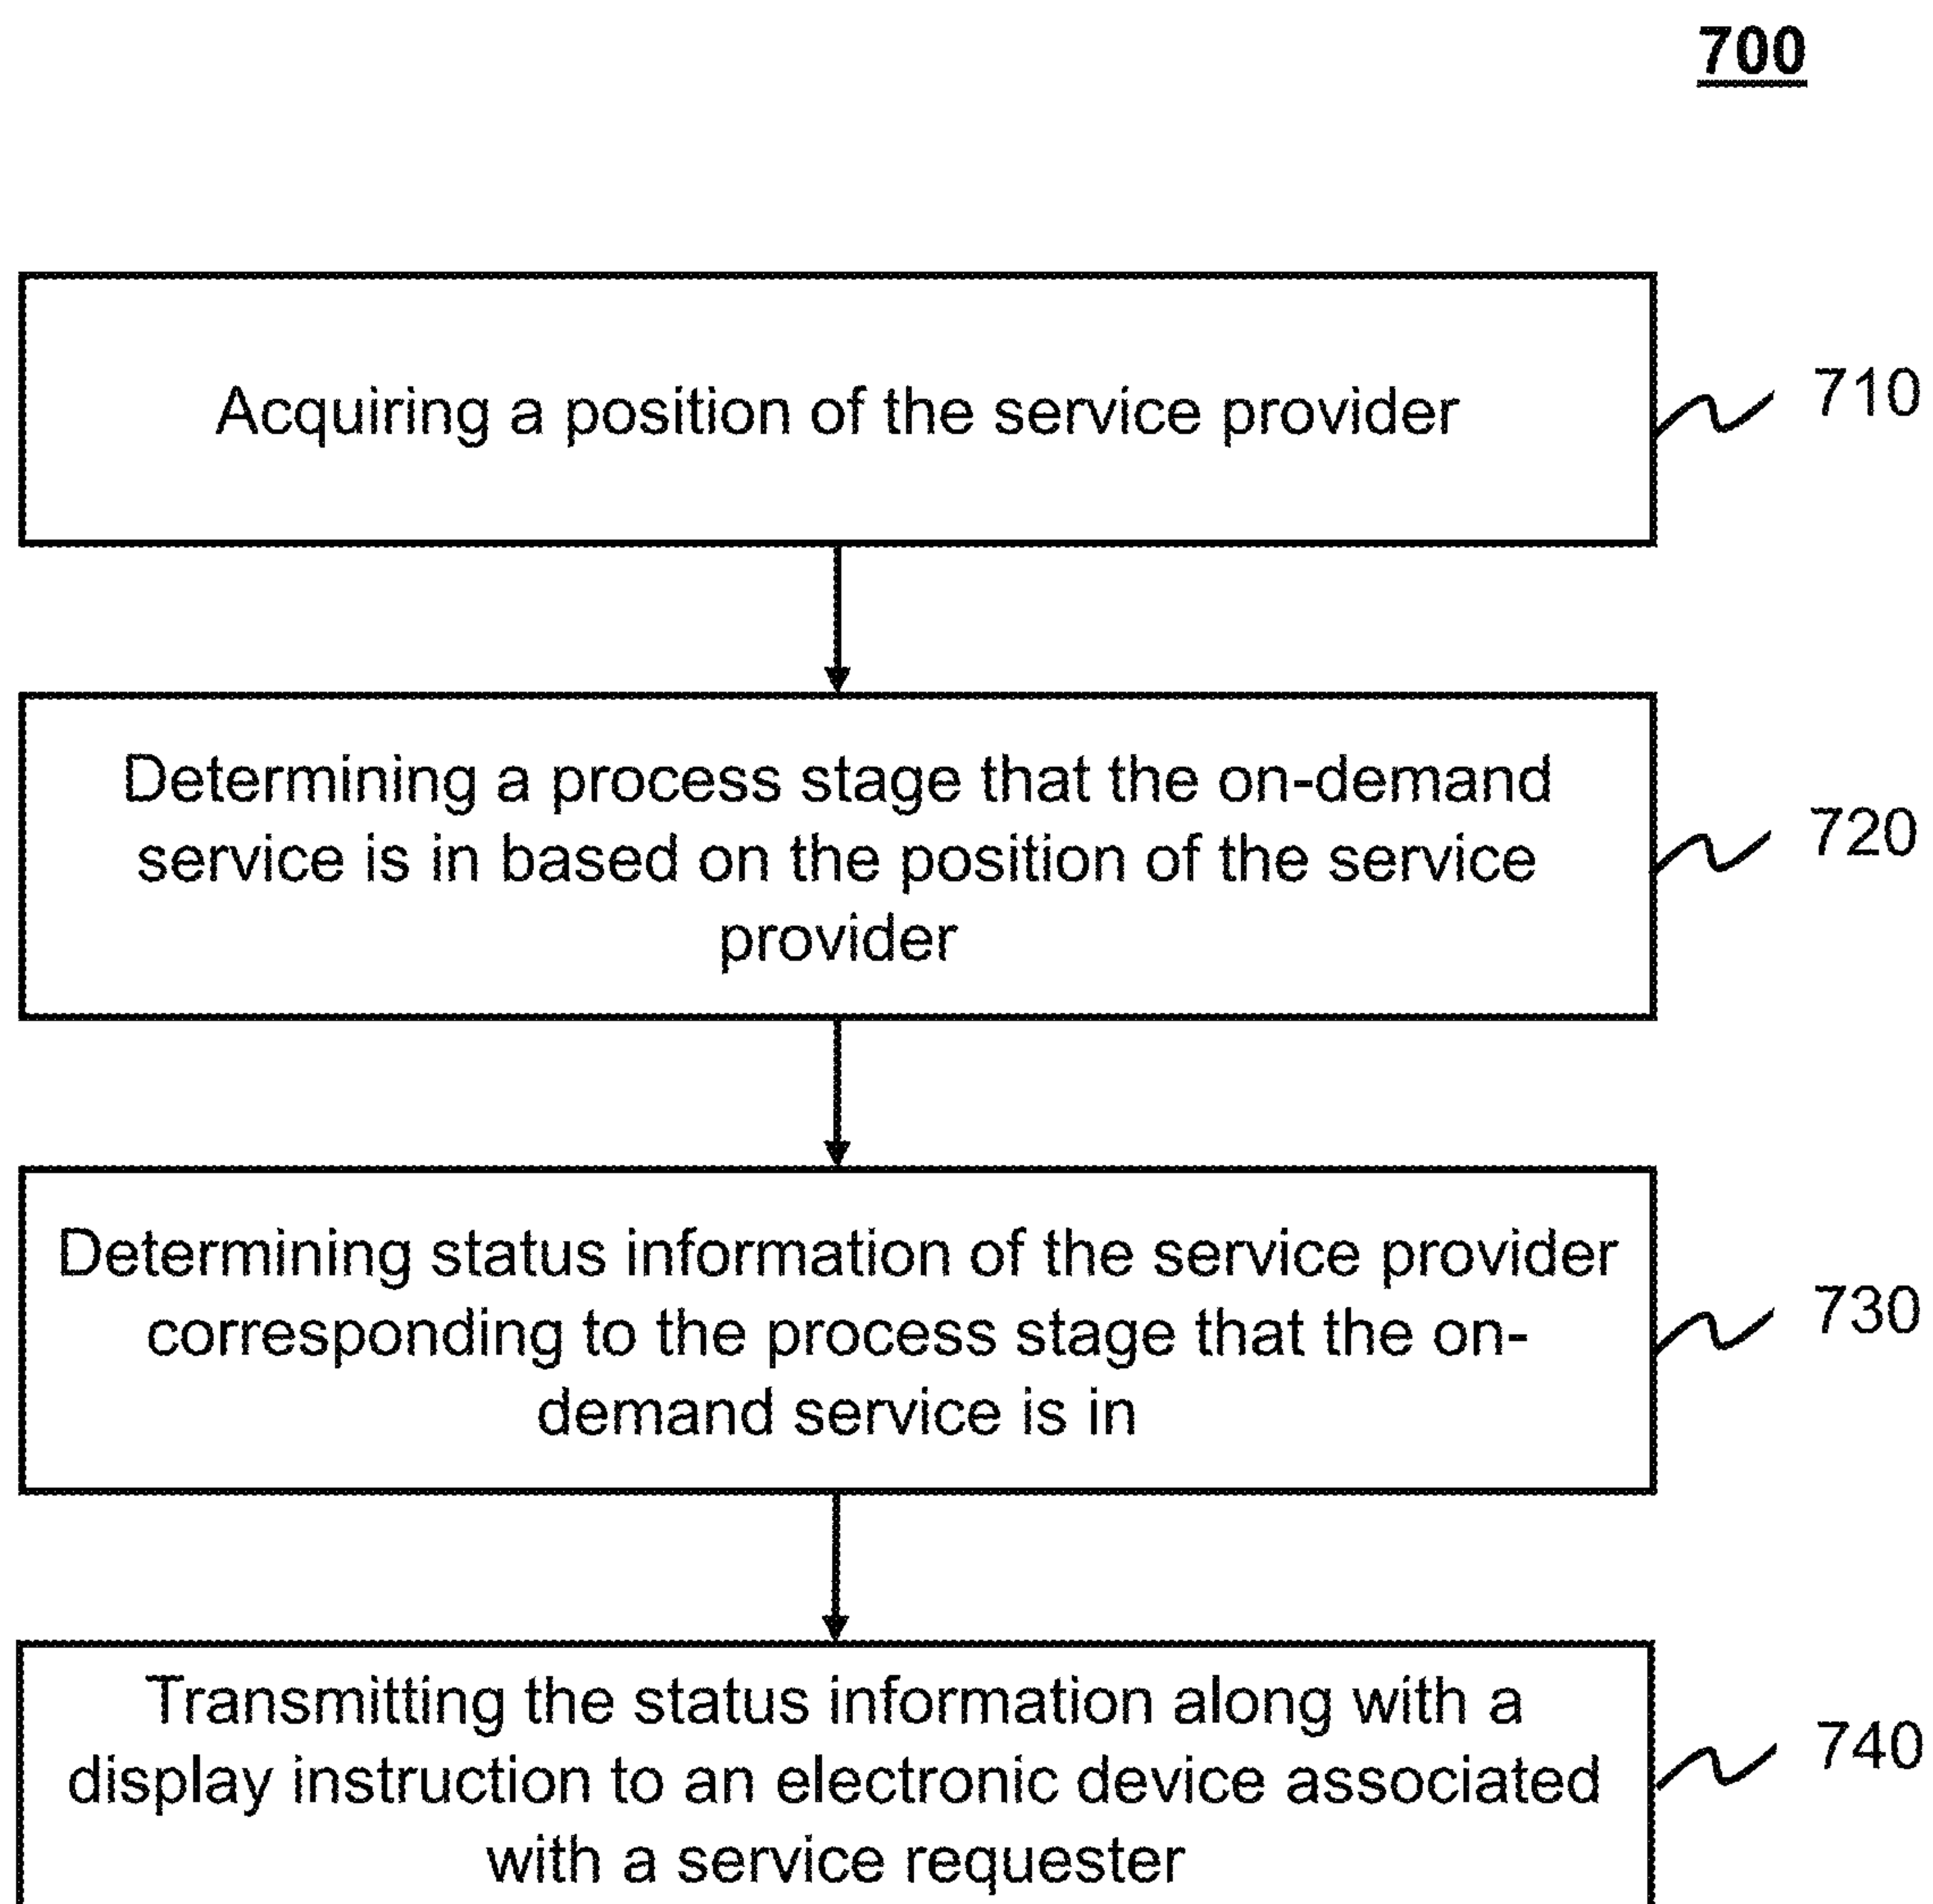 700
Acquiring a position of the service provider
710
Determining a process stage that the on-demand
service is in based on the position of the service
provider
720
Determining status information of the service provider
corresponding to the process stage that the on-
demand service is in
730
Transmitting the status information along with a
display instruction to an electronic device associated
with a service requester
740